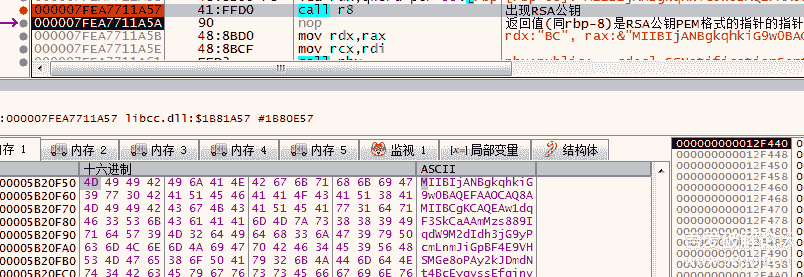 000007FEA7711A57 41:FFD0 call r8 出现RSA公钥
000007FEA7711A5A 90 nop 返回值(同rbp-8)是RSA公钥PEM格式的指针的指针
000007FEA7711A5B 48:8BD0 mov rdx,rax rdx:"BC", rax:&"MIIBIjANBgkqhkiG9w0BAQ
000007FEA7711A5E 48:8BCF mov rcx,rdi
:000007FEA7711A57 libcc.dll:$1B81A57 #1B80E57
内存 1 内存 2 内存 3 内存 4 内存 5 监视 1 [x=] 局部变量 结构体
十六进制 ASCII
00005B20F50 4D 49 49 42 49 6A 41 4E 42 67 6B 71 68 6B 69 47 MIIBIjANBgkqhkiG
00005B20F60 39 77 30 42 41 51 45 46 41 41 4F 43 41 51 38 41 9w0BAQEFAAOCAQ8A
00005B20F70 4D 49 49 42 43 67 4B 43 41 51 45 41 77 31 64 71 MIIBCgKCAQEAw1dq
00005B20F80 46 33 53 6B 43 61 41 41 6D 4D 7A 73 38 38 39 49 F3SkCaAAmMzs889I
00005B20F90 71 64 57 39 4D 32 64 49 64 68 33 6A 47 39 79 50 qdW9M2dIdh3jG9yP
00005B20FA0 63 6D 4C 6E 6D 4A 69 47 70 42 46 34 45 39 56 48 cmLnmJiGpBF4E9VH
00005B20FB0 53 4D 47 65 38 6F 50 41 79 32 6B 4A 44 6D 64 4E SMGe8oPAy2kJDmdN
000000000012F440
000000000012F448
000000000012F450
000000000012F458
000000000012F460
000000000012F468
000000000012F470
000000000012F478